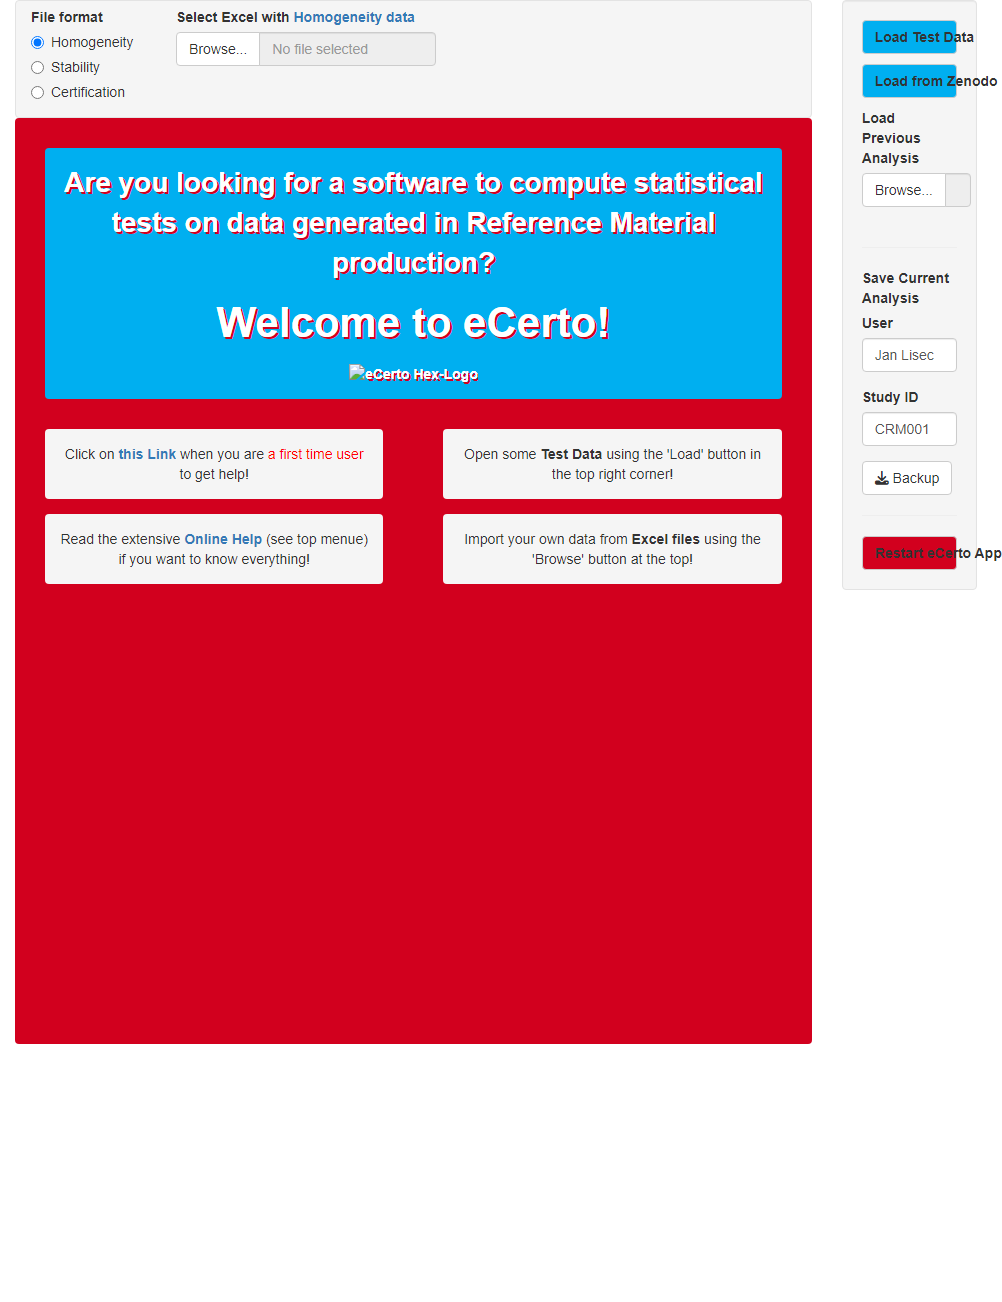 File format
Homogeneity
Stability
Certification
Select Excel with Homogeneity data
Browse... No file selected
Are you looking for a software to compute statistical
tests on data generated in Reference Material
production?
Welcome to eCerto!
eCerto Hex-Logo
Click on this Link when you are a first time user
to get help!
Open some Test Data using the 'Load' button in
the top right corner!
Read the extensive Online Help (see top menue)
if you want to know everything!
Import your own data from Excel files using the
'Browse' button at the top!
Load Test Data
Load from Zenodo
Load
Previous
Analysis
Browse...
Save Current
Analysis
User
Jan Lisec
Study ID
CRM001
Backup
Restart eCerto App